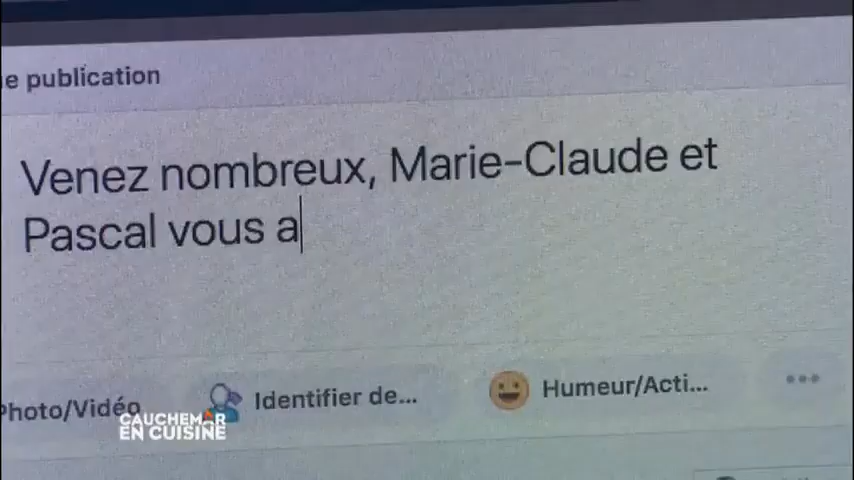 e publication
Venez nombreux, Marie-Claude et
Pascal vous a
Photo/Vidéo
Identifier de...
Humeur/Acti...
CAUCHEMAR
EN CUISINE